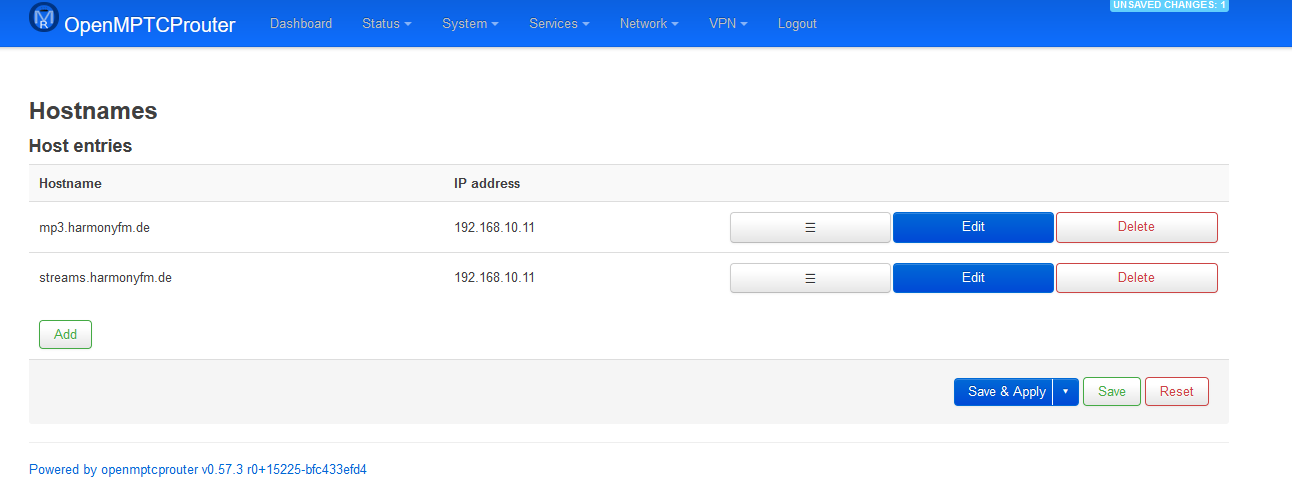 UNSAVED CHANGES: 1
OpenMPTCProuter Dashboard Status System Services Network VPN Logout
Hostnames
Host entries
Hostname IP address
mp3.harmonyfm.de 192.168.10.11 ☰ Edit Delete
streams.harmonyfm.de 192.168.10.11 ☰ Edit Delete
Add
Save & Apply Save Reset
Powered by openmptcprouter v0.57.3 r0+15225-bfc433efd4